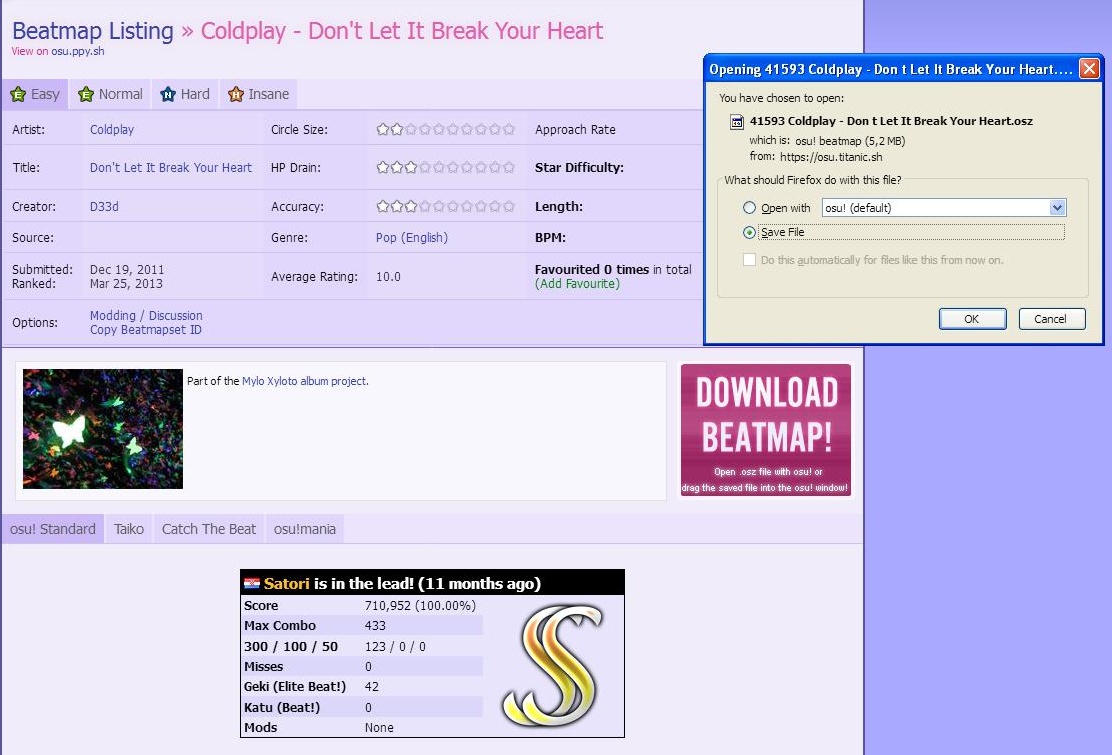 Beatmap Listing » Coldplay - Don't Let It Break Your Heart
View on osu.ppy.sh
E Easy
E Normal
N Hard
H Insane
Artist: Coldplay Circle Size: Approach Rate
Title: Don't Let It Break Your Heart HP Drain: Star Difficulty:
Creator: D33d Accuracy: Length:
Source: Genre: Pop (English) BPM:
Submitted: Dec 19, 2011
Ranked: Mar 25, 2013
Average Rating: 10.0
Favourited 0 times in total
(Add Favourite)
Options: Modding / Discussion
Copy Beatmapset ID
Opening 41593 Coldplay - Don t Let It Break Your Heart....
You have chosen to open:
41593 Coldplay - Don t Let It Break Your Heart.osz
which is: osu! beatmap (5,2 MB)
from: https://osu.titanic.sh
What should Firefox do with this file?
Open with osu! (default)
Save File
Do this automatically for files like this from now on.
OK Cancel
Part of the Mylo Xyloto album project.
DOWNLOAD
BEATMAP!
Open .osz file with osu! or
drag the saved file into the osu! window!
osu! Standard Taiko Catch The Beat osu!mania
Satori is in the lead! (11 months ago)
Score 710,952 (100.00%)
Max Combo 433
300 / 100 / 50 123 / 0 / 0
Misses 0
Geki (Elite Beat!) 42
Katu (Beat!) 0
Mods None
S